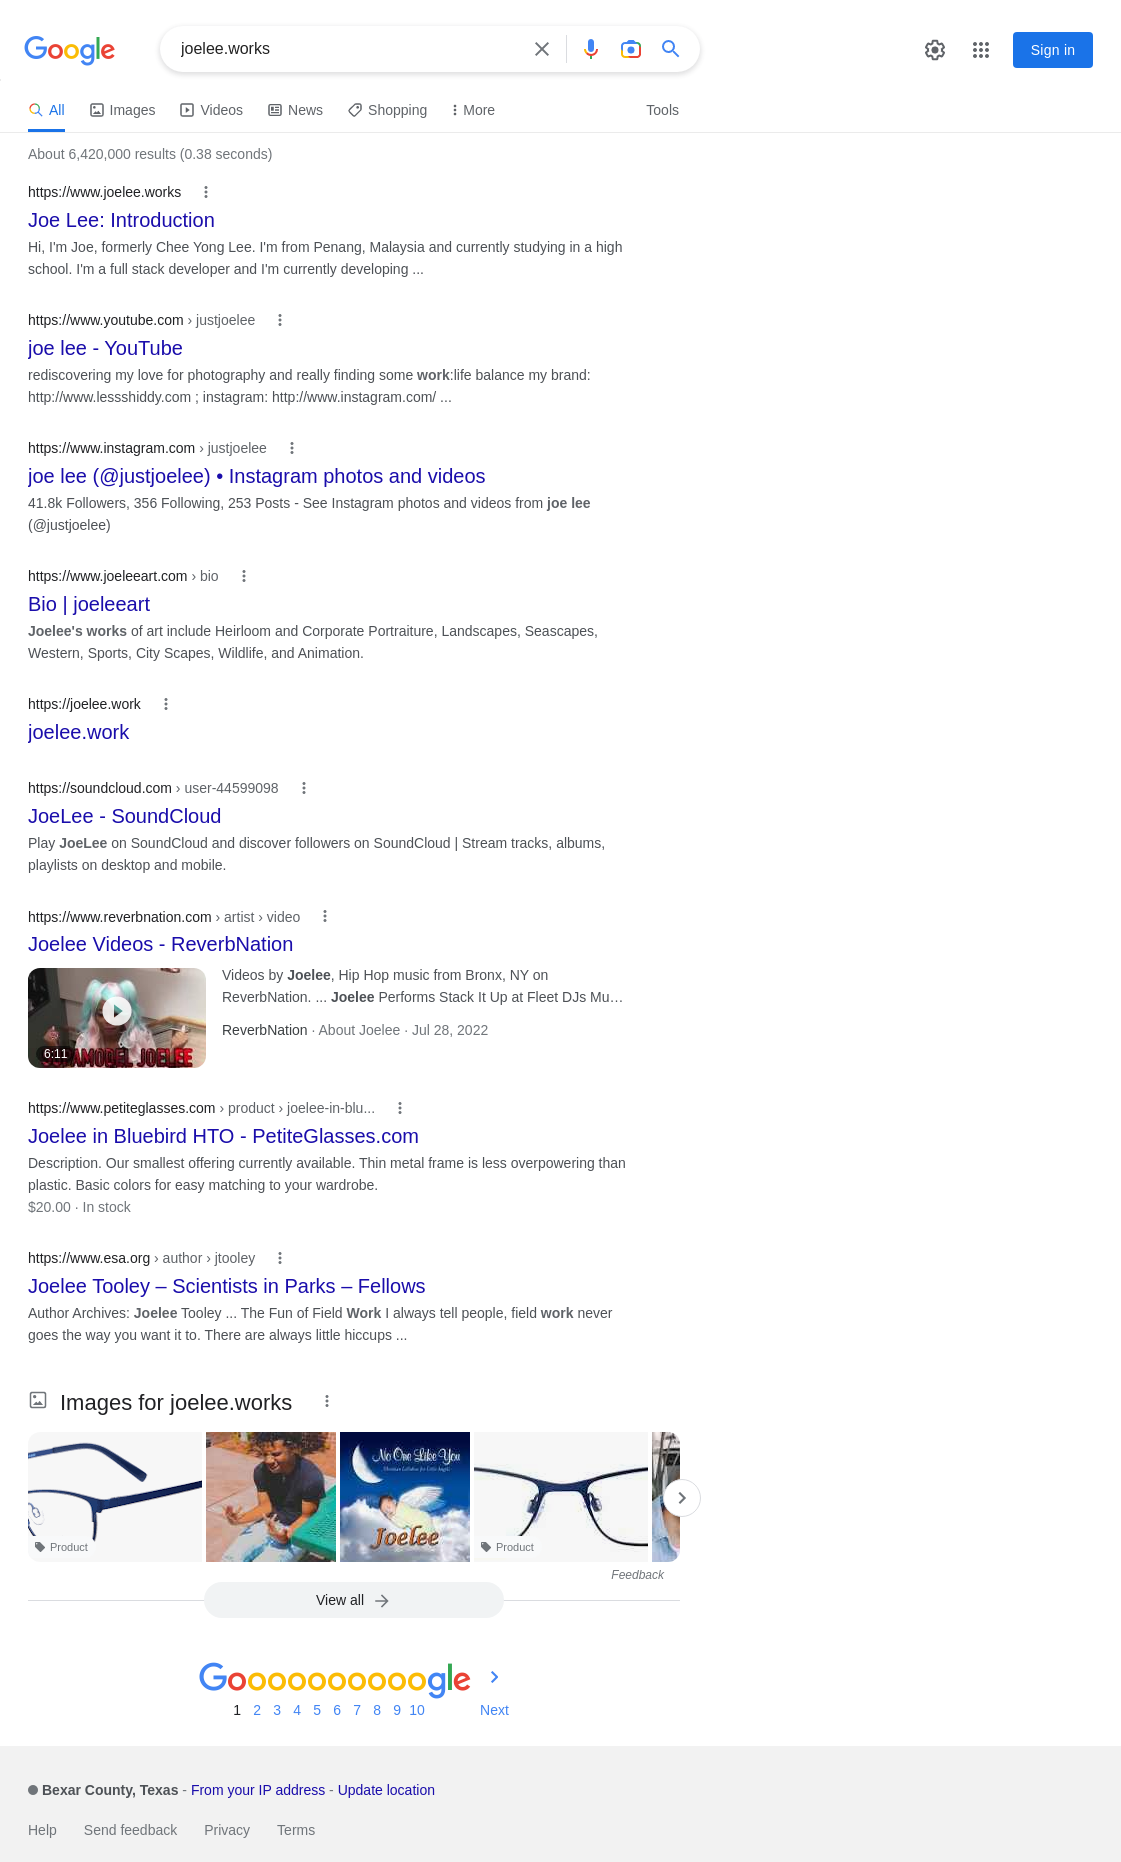 Google
joelee.works
Sign in
All
Images
Videos
News
Shopping
More
Tools
About 6,420,000 results (0.38 seconds)
https://www.joelee.works
Joe Lee: Introduction
Hi, I'm Joe, formerly Chee Yong Lee. I'm from Penang, Malaysia and currently studying in a high
school. I'm a full stack developer and I'm currently developing ...
https://www.youtube.com › justjoelee
joe lee - YouTube
rediscovering my love for photography and really finding some work:life balance my brand:
http://www.lessshiddy.com ; instagram: http://www.instagram.com/ ...
https://www.instagram.com › justjoelee
joe lee (@justjoelee) • Instagram photos and videos
41.8k Followers, 356 Following, 253 Posts - See Instagram photos and videos from joe lee
(@justjoelee)
https://www.joeleeart.com › bio
Bio | joeleeart
Joelee's works of art include Heirloom and Corporate Portraiture, Landscapes, Seascapes,
Western, Sports, City Scapes, Wildlife, and Animation.
https://joelee.work
joelee.work
https://soundcloud.com › user-44599098
JoeLee - SoundCloud
Play JoeLee on SoundCloud and discover followers on SoundCloud | Stream tracks, albums,
playlists on desktop and mobile.
https://www.reverbnation.com › artist › video
Joelee Videos - ReverbNation
6:11
JOELEE
Videos by Joelee, Hip Hop music from Bronx, NY on
ReverbNation. ... Joelee Performs Stack It Up at Fleet DJs Mu…
ReverbNation · About Joelee · Jul 28, 2022
https://www.petiteglasses.com › product › joelee-in-blu...
Joelee in Bluebird HTO - PetiteGlasses.com
Description. Our smallest offering currently available. Thin metal frame is less overpowering than
plastic. Basic colors for easy matching to your wardrobe.
$20.00 · In stock
https://www.esa.org › author › jtooley
Joelee Tooley – Scientists in Parks – Fellows
Author Archives: Joelee Tooley ... The Fun of Field Work I always tell people, field work never
goes the way you want it to. There are always little hiccups ...
Images for joelee.works
Product
No One Like You
Joelee
Product
Feedback
View all
Goooooooooogle
1 2 3 4 5 6 7 8 9 10 Next
Bexar County, Texas - From your IP address - Update location
Help Send feedback Privacy Terms